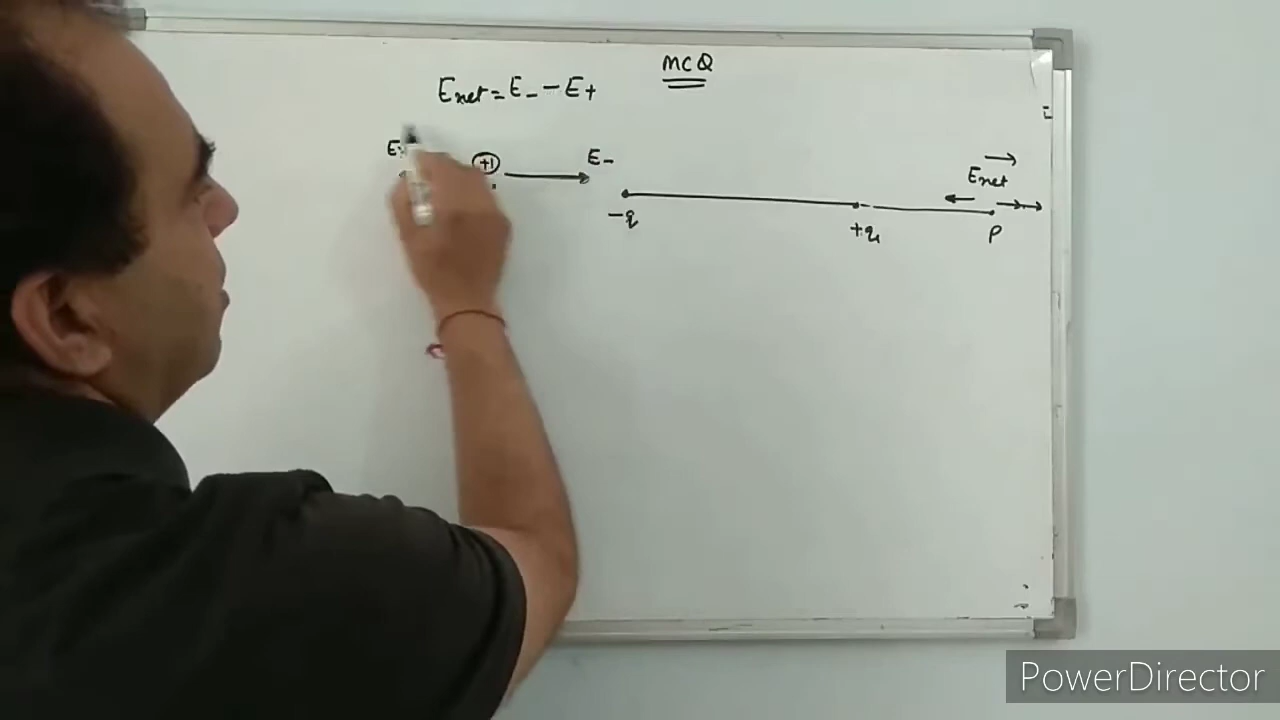 MCQ
Enet = E- - E+
+1
E-
Enet
-q
+q
P
PowerDirector